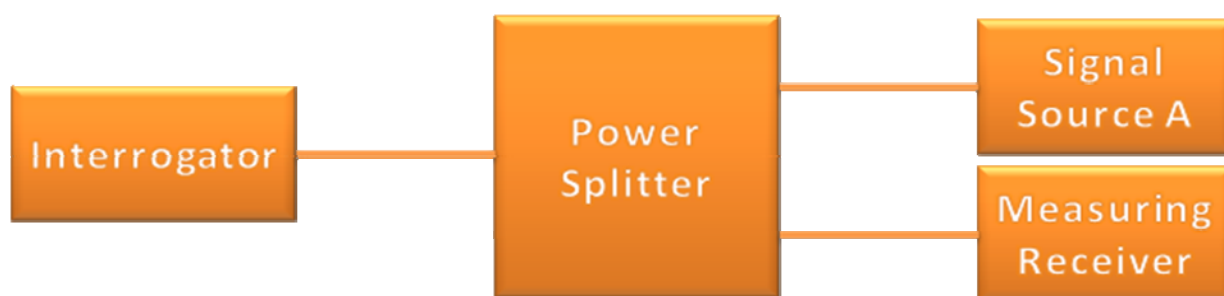 Interrogator
Power
Splitter
Signal
Source A
Measuring
Receiver